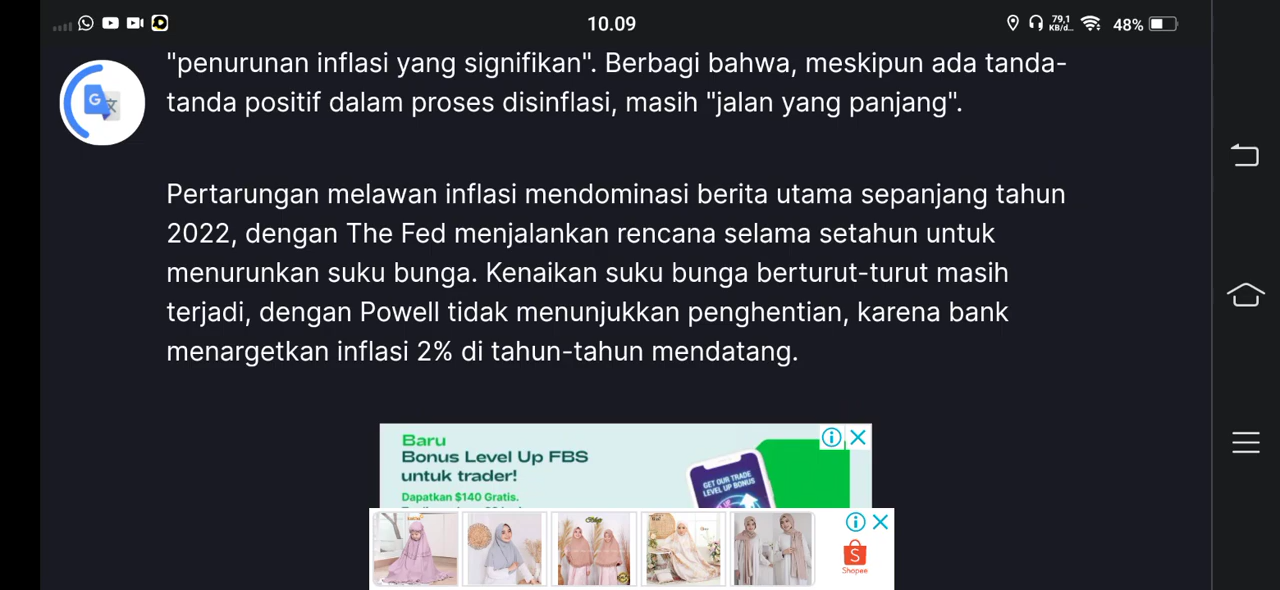 10.09
79,1
KB/d...
48%
"penurunan inflasi yang signifikan". Berbagi bahwa, meskipun ada tanda-
tanda positif dalam proses disinflasi, masih "jalan yang panjang".
Pertarungan melawan inflasi mendominasi berita utama sepanjang tahun
2022, dengan The Fed menjalankan rencana selama setahun untuk
menurunkan suku bunga. Kenaikan suku bunga berturut-turut masih
terjadi, dengan Powell tidak menunjukkan penghentian, karena bank
menargetkan inflasi 2% di tahun-tahun mendatang.
Baru
Bonus Level Up FBS
untuk trader!
Dapatkan $140 Gratis.
GET OUR TRADE
LEVEL UP BONUS
Shopee